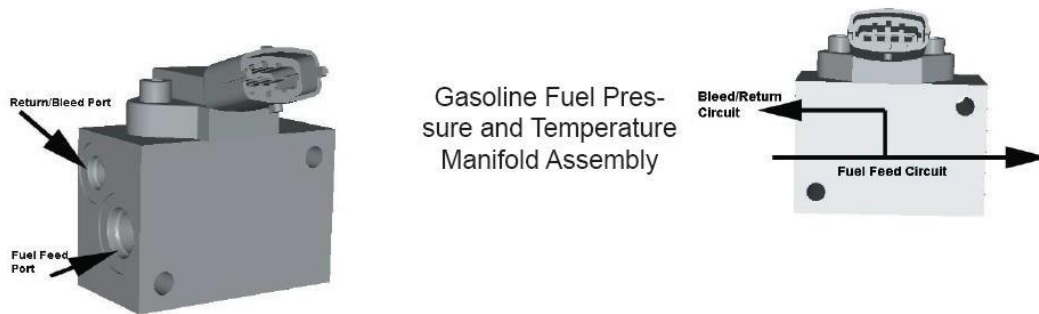 Return/Bleed Port
Fuel Feed
Port
Gasoline Fuel Pres-
sure and Temperature
Manifold Assembly
Bleed/Return
Circuit
Fuel Feed Circuit